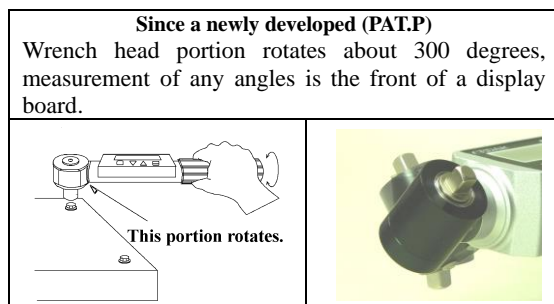 Since a newly developed (PAT.P)
Wrench head portion rotates about 300 degrees,
measurement of any angles is the front of a display
board.
This portion rotates.